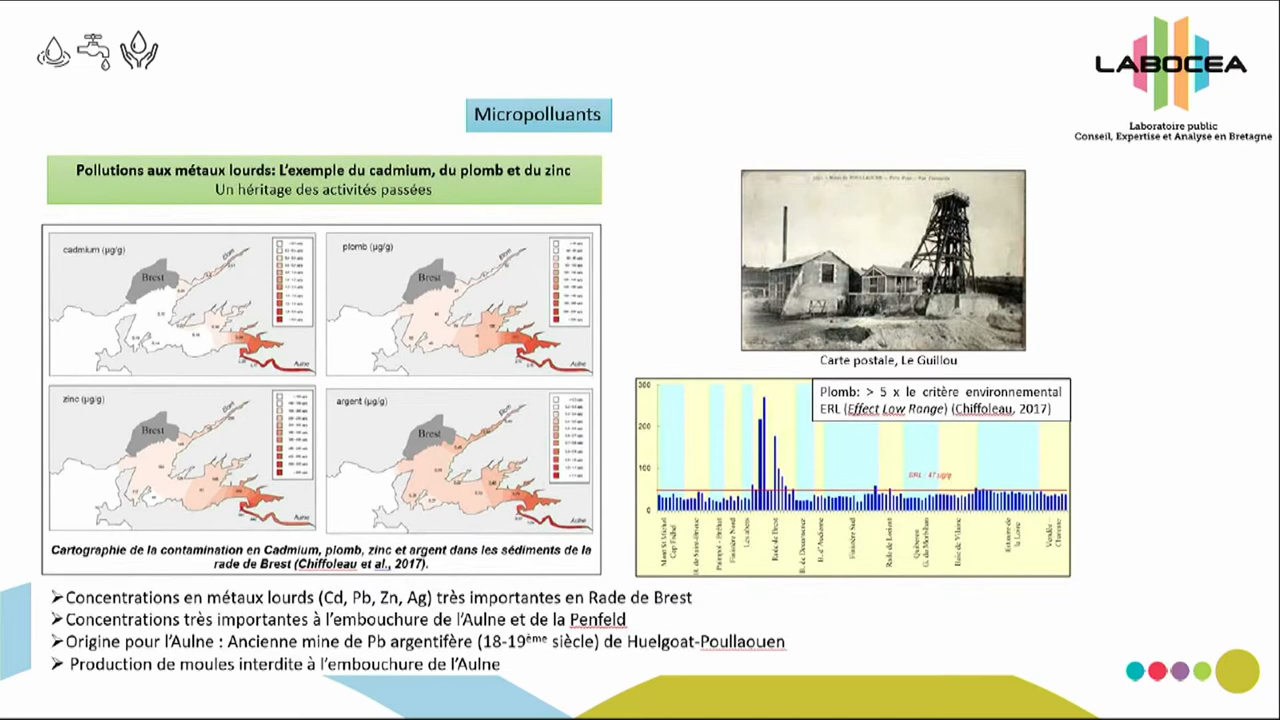 LABOCEA
Laboratoire public
Conseil, Expertise et Analyse en Bretagne
Micropolluants
Pollutions aux métaux lourds: L'exemple du cadmium, du plomb et du zinc
Un héritage des activités passées
cadmium (µg/g)
Brest
Elorn
Aulne
plomb (µg/g)
Brest
Elorn
Aulne
zinc (µg/g)
Brest
Elorn
Aulne
argent (µg/g)
Brest
Elorn
Aulne
Cartographie de la contamination en Cadmium, plomb, zinc et argent dans les sédiments de la
rade de Brest (Chiffoleau et al., 2017).
Carte postale, Le Guillou
Plomb: > 5 x le critère environnemental
ERL (Effect Low Range) (Chiffoleau, 2017)
300
200
100
0
ERL : 47 µg/g
Mont St Michel
Cap Fréhel
B. de Saint-Brieuc
Paimpol - Bréhat
Finistère Nord
Les abers
Rade de Brest
B. de Douarnenez
B. d'Audierne
Finistère Sud
Rade de Lorient
Quiberon
G. du Morbihan
Baie de Vilaine
Estuaire de
la Loire
Vendée -
Charente
➢Concentrations en métaux lourds (Cd, Pb, Zn, Ag) très importantes en Rade de Brest
➢Concentrations très importantes à l'embouchure de l'Aulne et de la Penfeld
➢Origine pour l'Aulne : Ancienne mine de Pb argentifère (18-19ème siècle) de Huelgoat-Poullaouen
➢ Production de moules interdite à l'embouchure de l'Aulne